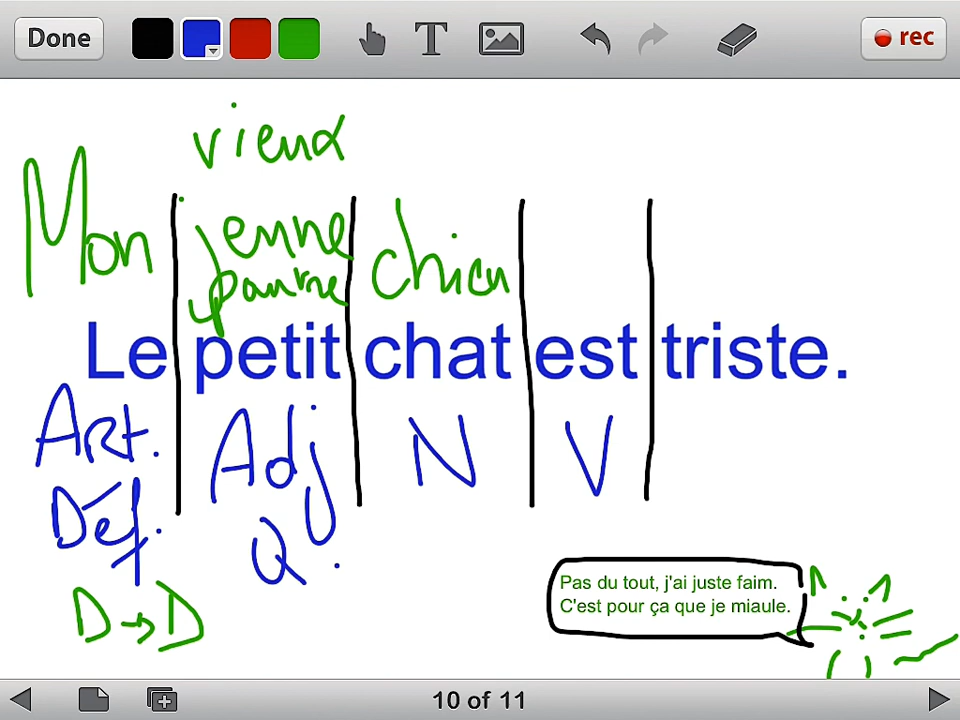 Done T rec
vieux
Mon jeune chien
pauvre
Le petit chat est triste.
Art. Adj N V
Déf. Q.
D→D
Pas du tout, j'ai juste faim.
C'est pour ça que je miaule.
10 of 11